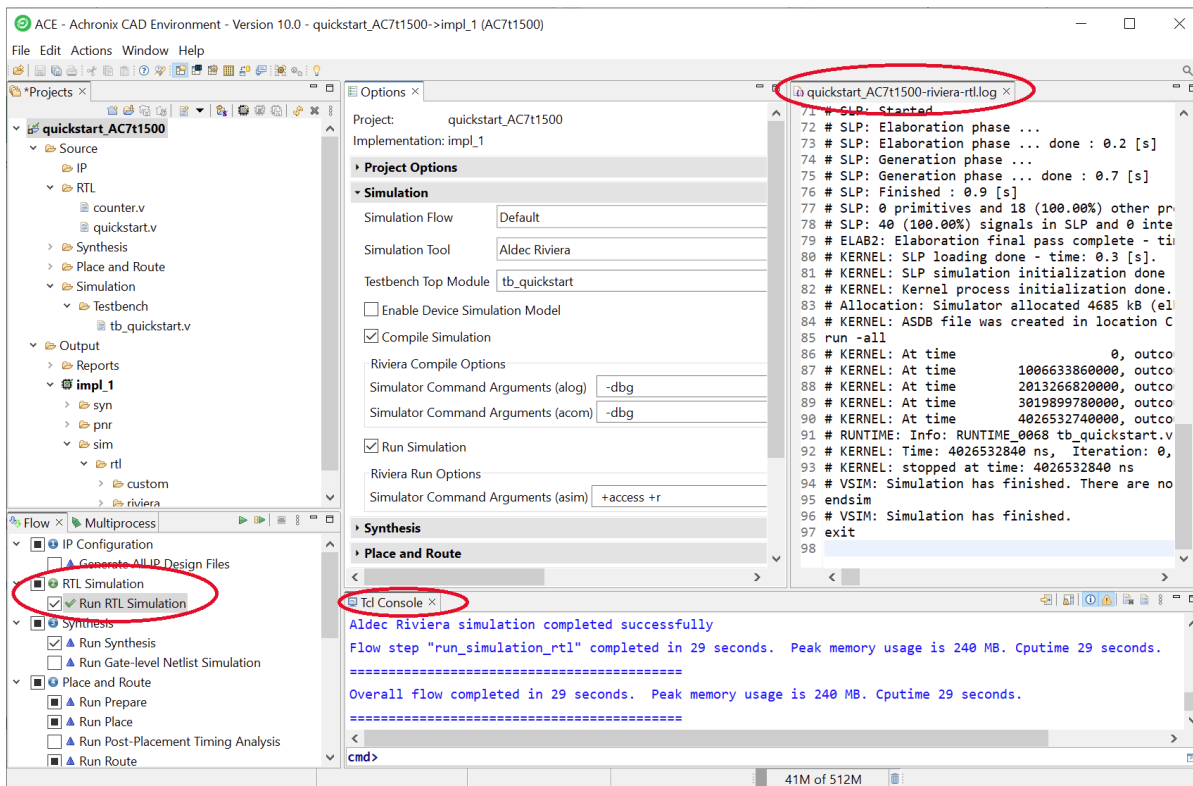 ACE - Achronix CAD Environment - Version 10.0 - quickstart_AC7t1500->impl_1 (AC7t1500)
File Edit Actions Window Help
*Projects
quickstart_AC7t1500
Source
IP
RTL
counter.v
quickstart.v
Synthesis
Place and Route
Simulation
Testbench
tb_quickstart.v
Output
Reports
impl_1
syn
pnr
sim
rtl
custom
riviera
Flow
Multiprocess
1 IP Configuration
Generate All IP Design Files
2 RTL Simulation
Run RTL Simulation
3 Synthesis
Run Synthesis
Run Gate-level Netlist Simulation
4 Place and Route
Run Prepare
Run Place
Run Post-Placement Timing Analysis
Run Route
Options
Project: quickstart_AC7t1500
Implementation: impl_1
Project Options
Simulation
Simulation Flow Default
Simulation Tool Aldec Riviera
Testbench Top Module tb_quickstart
Enable Device Simulation Model
Compile Simulation
Riviera Compile Options
Simulator Command Arguments (alog) -dbg
Simulator Command Arguments (acom) -dbg
Run Simulation
Riviera Run Options
Simulator Command Arguments (asim) +access +r
Synthesis
Place and Route
quickstart_AC7t1500-riviera-rtl.log
71 # SLP: Started
72 # SLP: Elaboration phase ...
73 # SLP: Elaboration phase ... done : 0.2 [s]
74 # SLP: Generation phase ...
75 # SLP: Generation phase ... done : 0.7 [s]
76 # SLP: Finished : 0.9 [s]
77 # SLP: 0 primitives and 18 (100.00%) other pr
78 # SLP: 40 (100.00%) signals in SLP and 0 inte
79 # ELAB2: Elaboration final pass complete - ti
80 # KERNEL: SLP loading done - time: 0.3 [s].
81 # KERNEL: SLP simulation initialization done
82 # KERNEL: Kernel process initialization done.
83 # Allocation: Simulator allocated 4685 kB (el
84 # KERNEL: ASDB file was created in location C
85 run -all
86 # KERNEL: At time 0, outco
87 # KERNEL: At time 1006633860000, outco
88 # KERNEL: At time 2013266820000, outco
89 # KERNEL: At time 3019899780000, outco
90 # KERNEL: At time 4026532740000, outco
91 # RUNTIME: Info: RUNTIME_0068 tb_quickstart.v
92 # KERNEL: Time: 4026532840 ns, Iteration: 0,
93 # KERNEL: stopped at time: 4026532840 ns
94 # VSIM: Simulation has finished. There are no
95 endsim
96 # VSIM: Simulation has finished.
97 exit
98
Tcl Console
Aldec Riviera simulation completed successfully
Flow step "run_simulation_rtl" completed in 29 seconds. Peak memory usage is 240 MB. Cputime 29 seconds.
===========================================
Overall flow completed in 29 seconds. Peak memory usage is 240 MB. Cputime 29 seconds.
===========================================
cmd>
41M of 512M